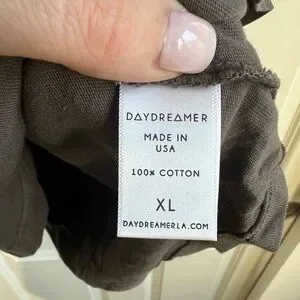 DAYDREAMER
MADE IN
USA
100% COTTON
XL
DAYDREAMERLA.COM